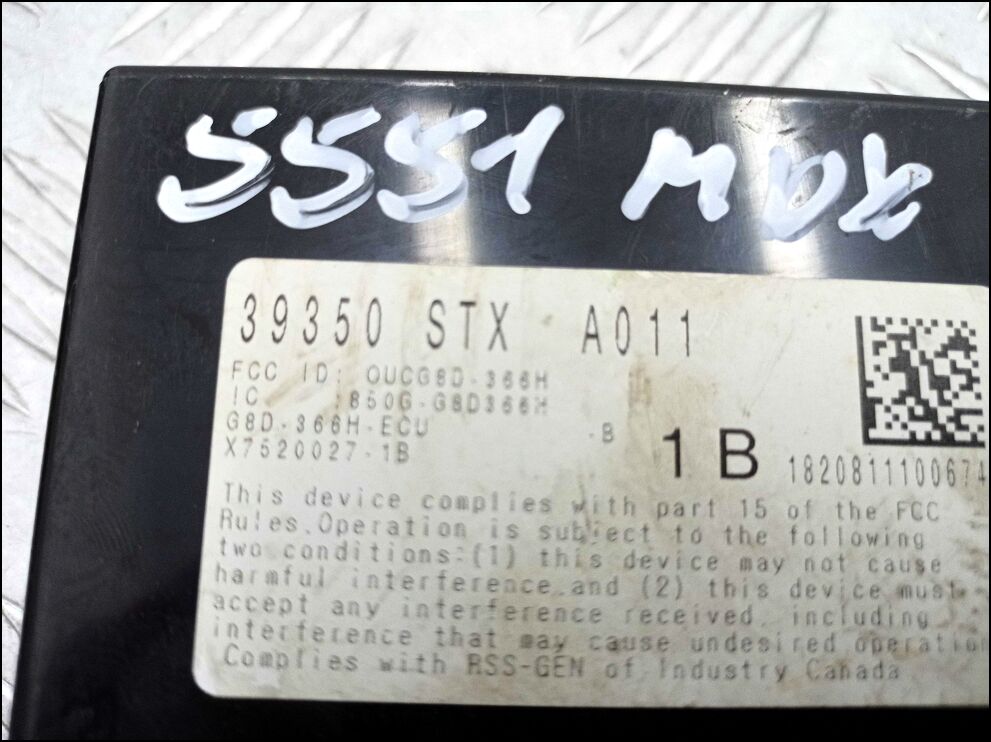 5551 MDX
39350 STX A011
FCC ID: OUCG8D-366H
IC :850G-G8D366H
G8D-366H-ECU -B
X7520027-1B
1B
1820811100674
This device complies with part 15 of the FCC
Rules.Operation is subject to the following
two conditions:(1) this device may not cause
harmful interference.and (2) this device must
accept any interference received, including
interference that may cause undesired operation
Complies with RSS-GEN of Industry Canada